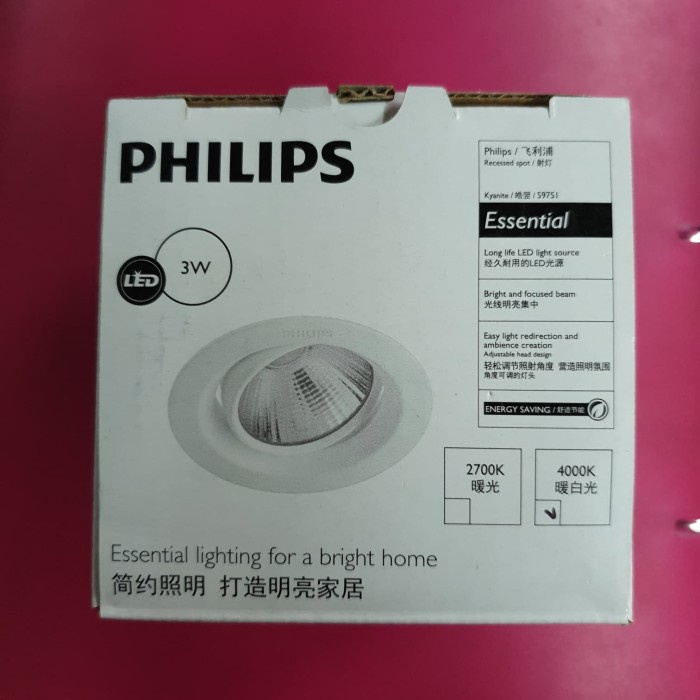 PHILIPS
LED
3W
Philips / 飞利浦
Recessed spot / 射灯
Kyanite / 皓昱 / 59751
Essential
Long life LED light source
经久耐用的LED光源
Bright and focused beam
光线明亮集中
Easy light redirection and
ambience creation
Adjustable head design
轻松调节照射角度 营造照明氛围
角度可调的灯头
ENERGY SAVING / 舒适节能
PHILIPS
2700K
暖光
4000K
暖白光
Essential lighting for a bright home
简约照明 打造明亮家居